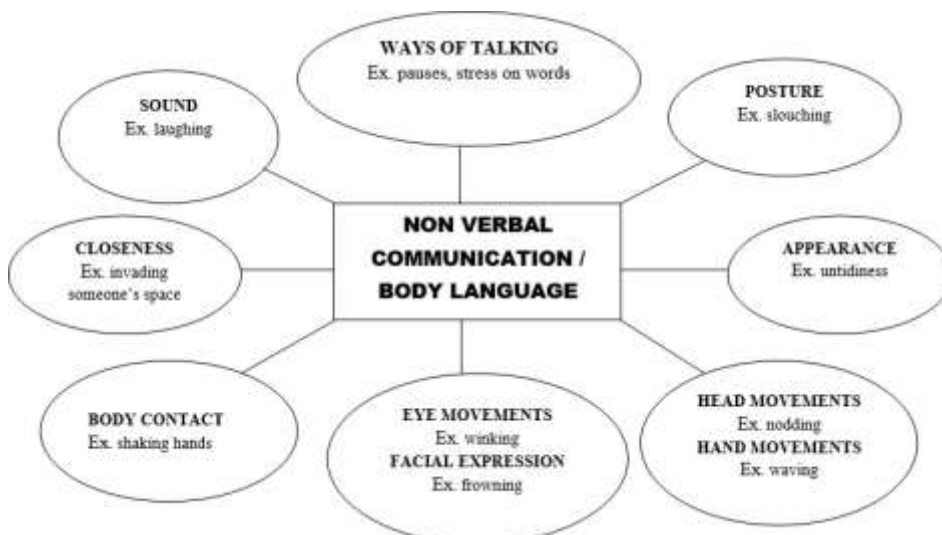 WAYS OF TALKING
Ex. pauses, stress on words
SOUND
Ex. laughing
POSTURE
Ex. slouching
NON VERBAL
COMMUNICATION /
BODY LANGUAGE
CLOSENESS
Ex. invading
someone's space
APPEARANCE
Ex. untidiness
BODY CONTACT
Ex. shaking hands
EYE MOVEMENTS
Ex. winking
FACIAL EXPRESSION
Ex. frowning
HEAD MOVEMENTS
Ex. nodding
HAND MOVEMENTS
Ex. waving